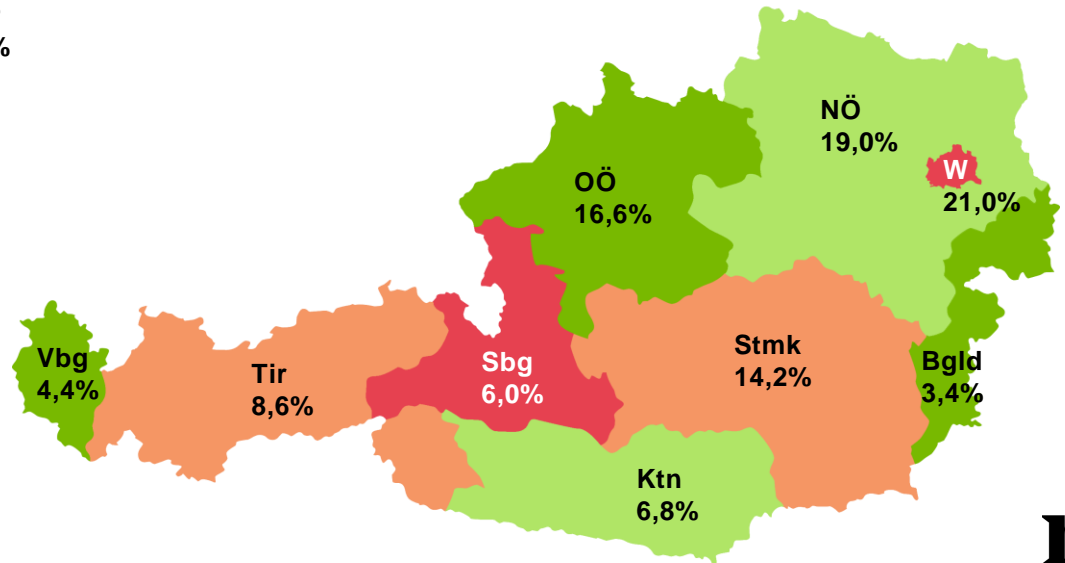 %
NÖ
19,0%
W
21,0%
OÖ
16,6%
Vbg
4,4%
Tir
8,6%
Sbg
6,0%
Stmk
14,2%
Bgld
3,4%
Ktn
6,8%